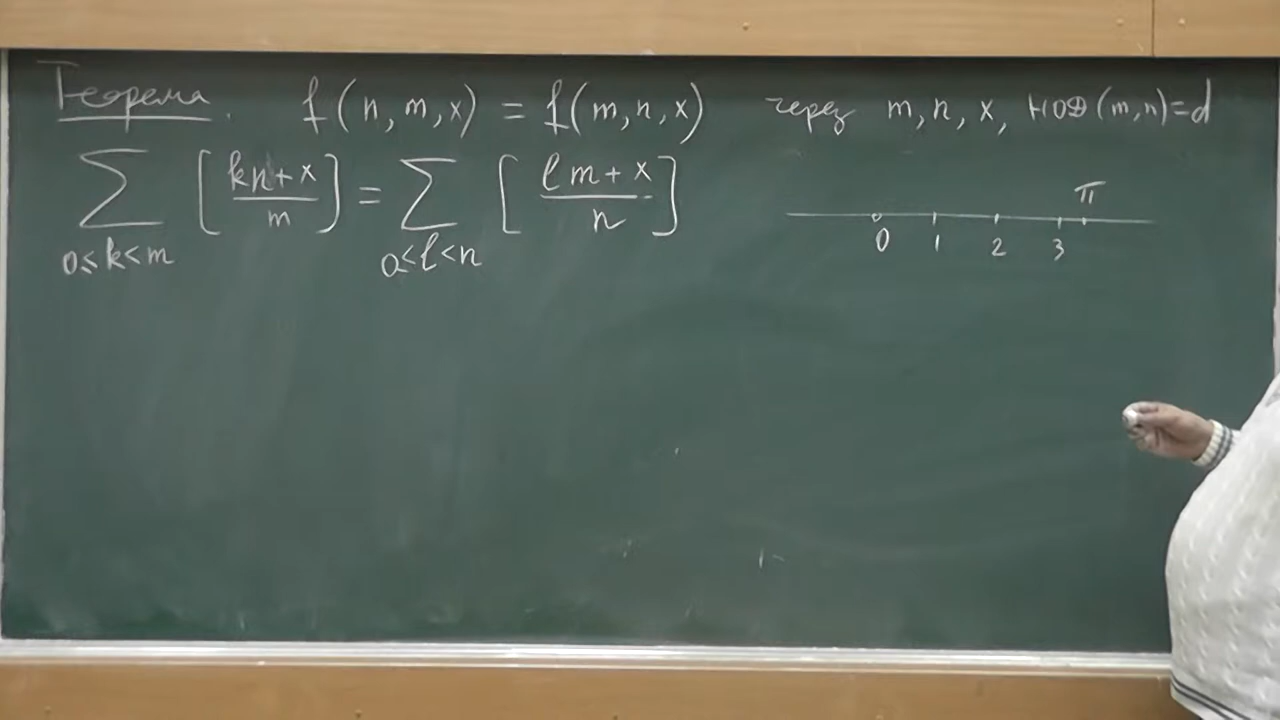 Теорема. f(n, m, x) = f(m, n, x) через m, n, x, НОД(m, n)=d
∑ 0≤k<m [kn+x / m] = ∑ 0≤l<n [lm+x / n]
π
0 1 2 3